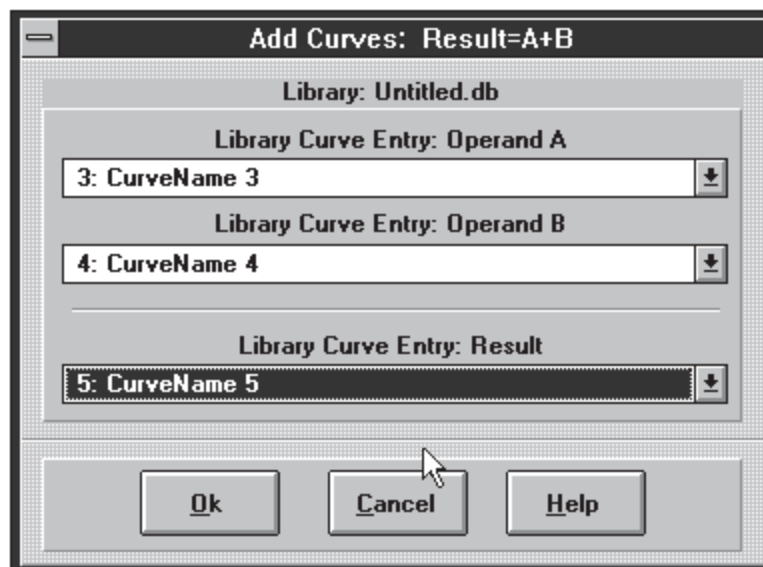 Add Curves: Result=A+B
Library: Untitled.db
Library Curve Entry: Operand A
3: CurveName 3
Library Curve Entry: Operand B
4: CurveName 4
Library Curve Entry: Result
5: CurveName 5
Ok Cancel Help